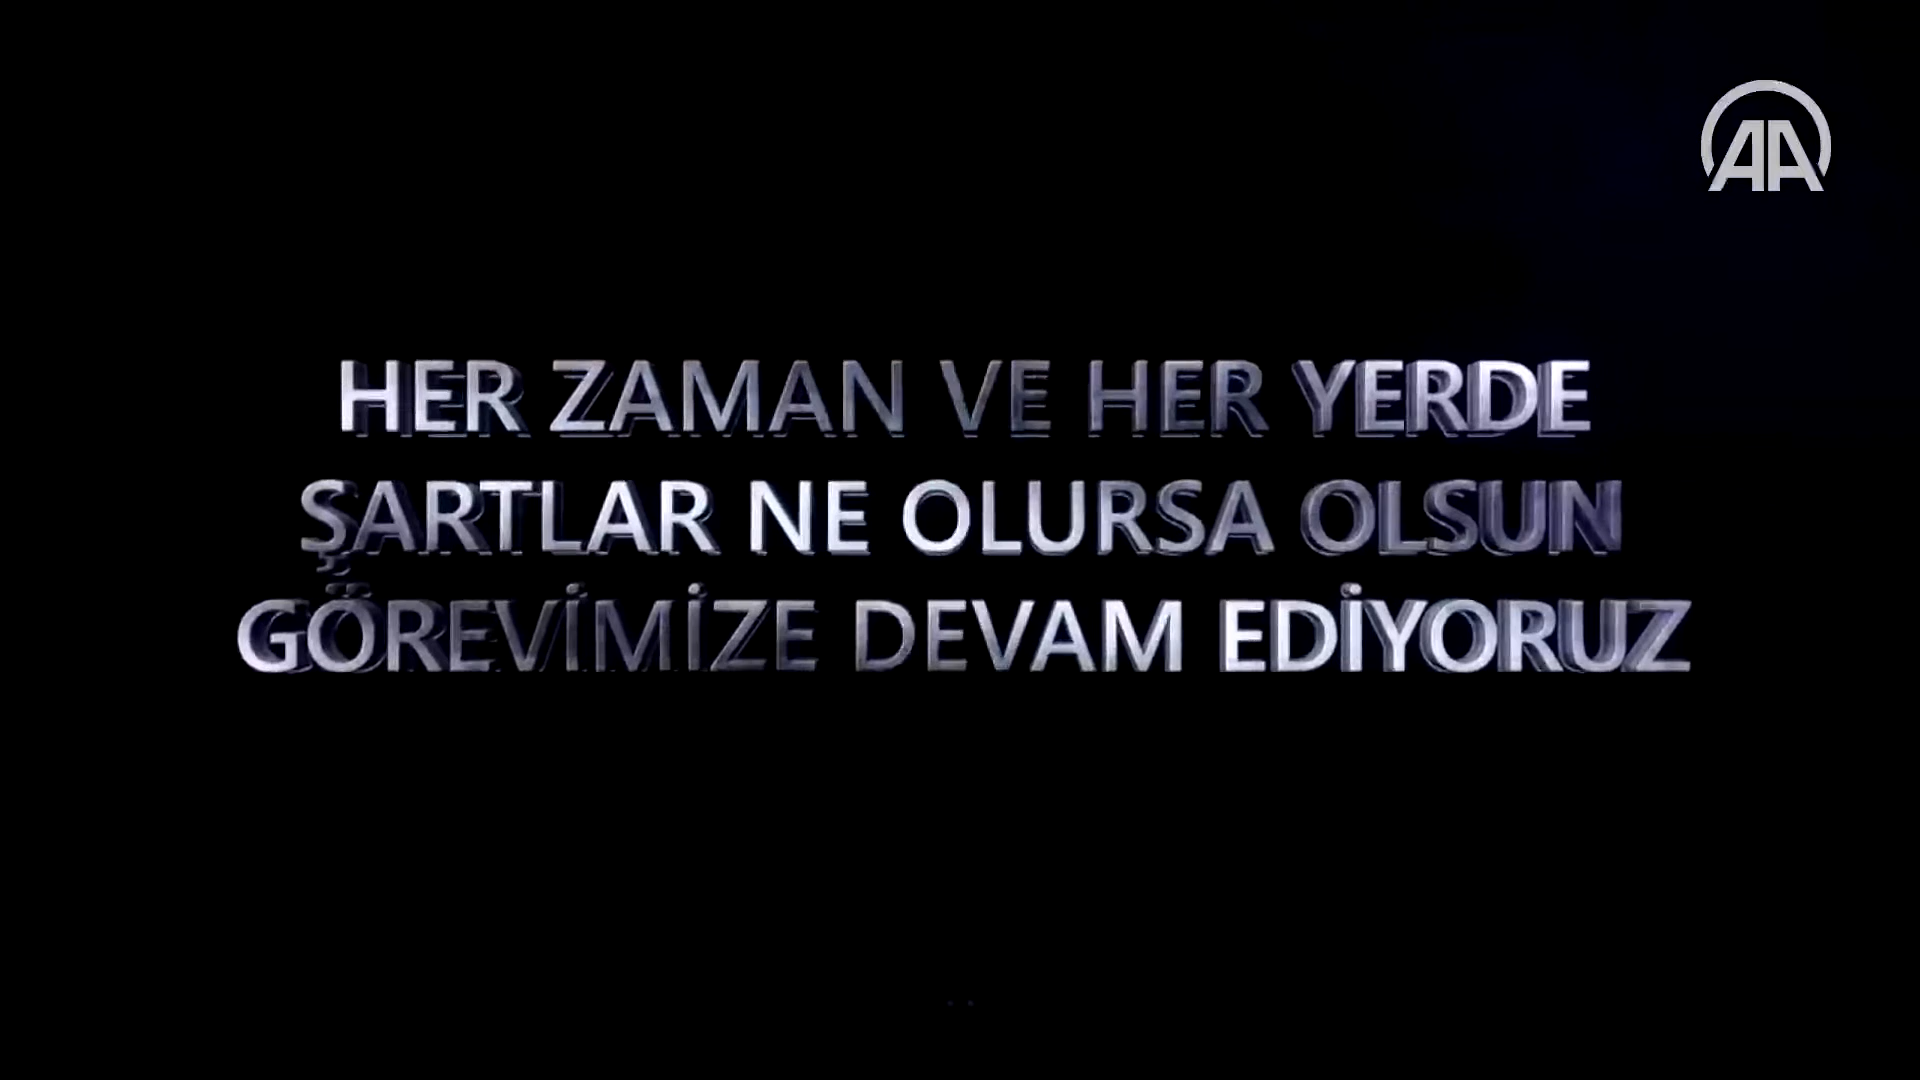 AA
HER ZAMAN VE HER YERDE
ŞARTLAR NE OLURSA OLSUN
GÖREVİMİZE DEVAM EDİYORUZ